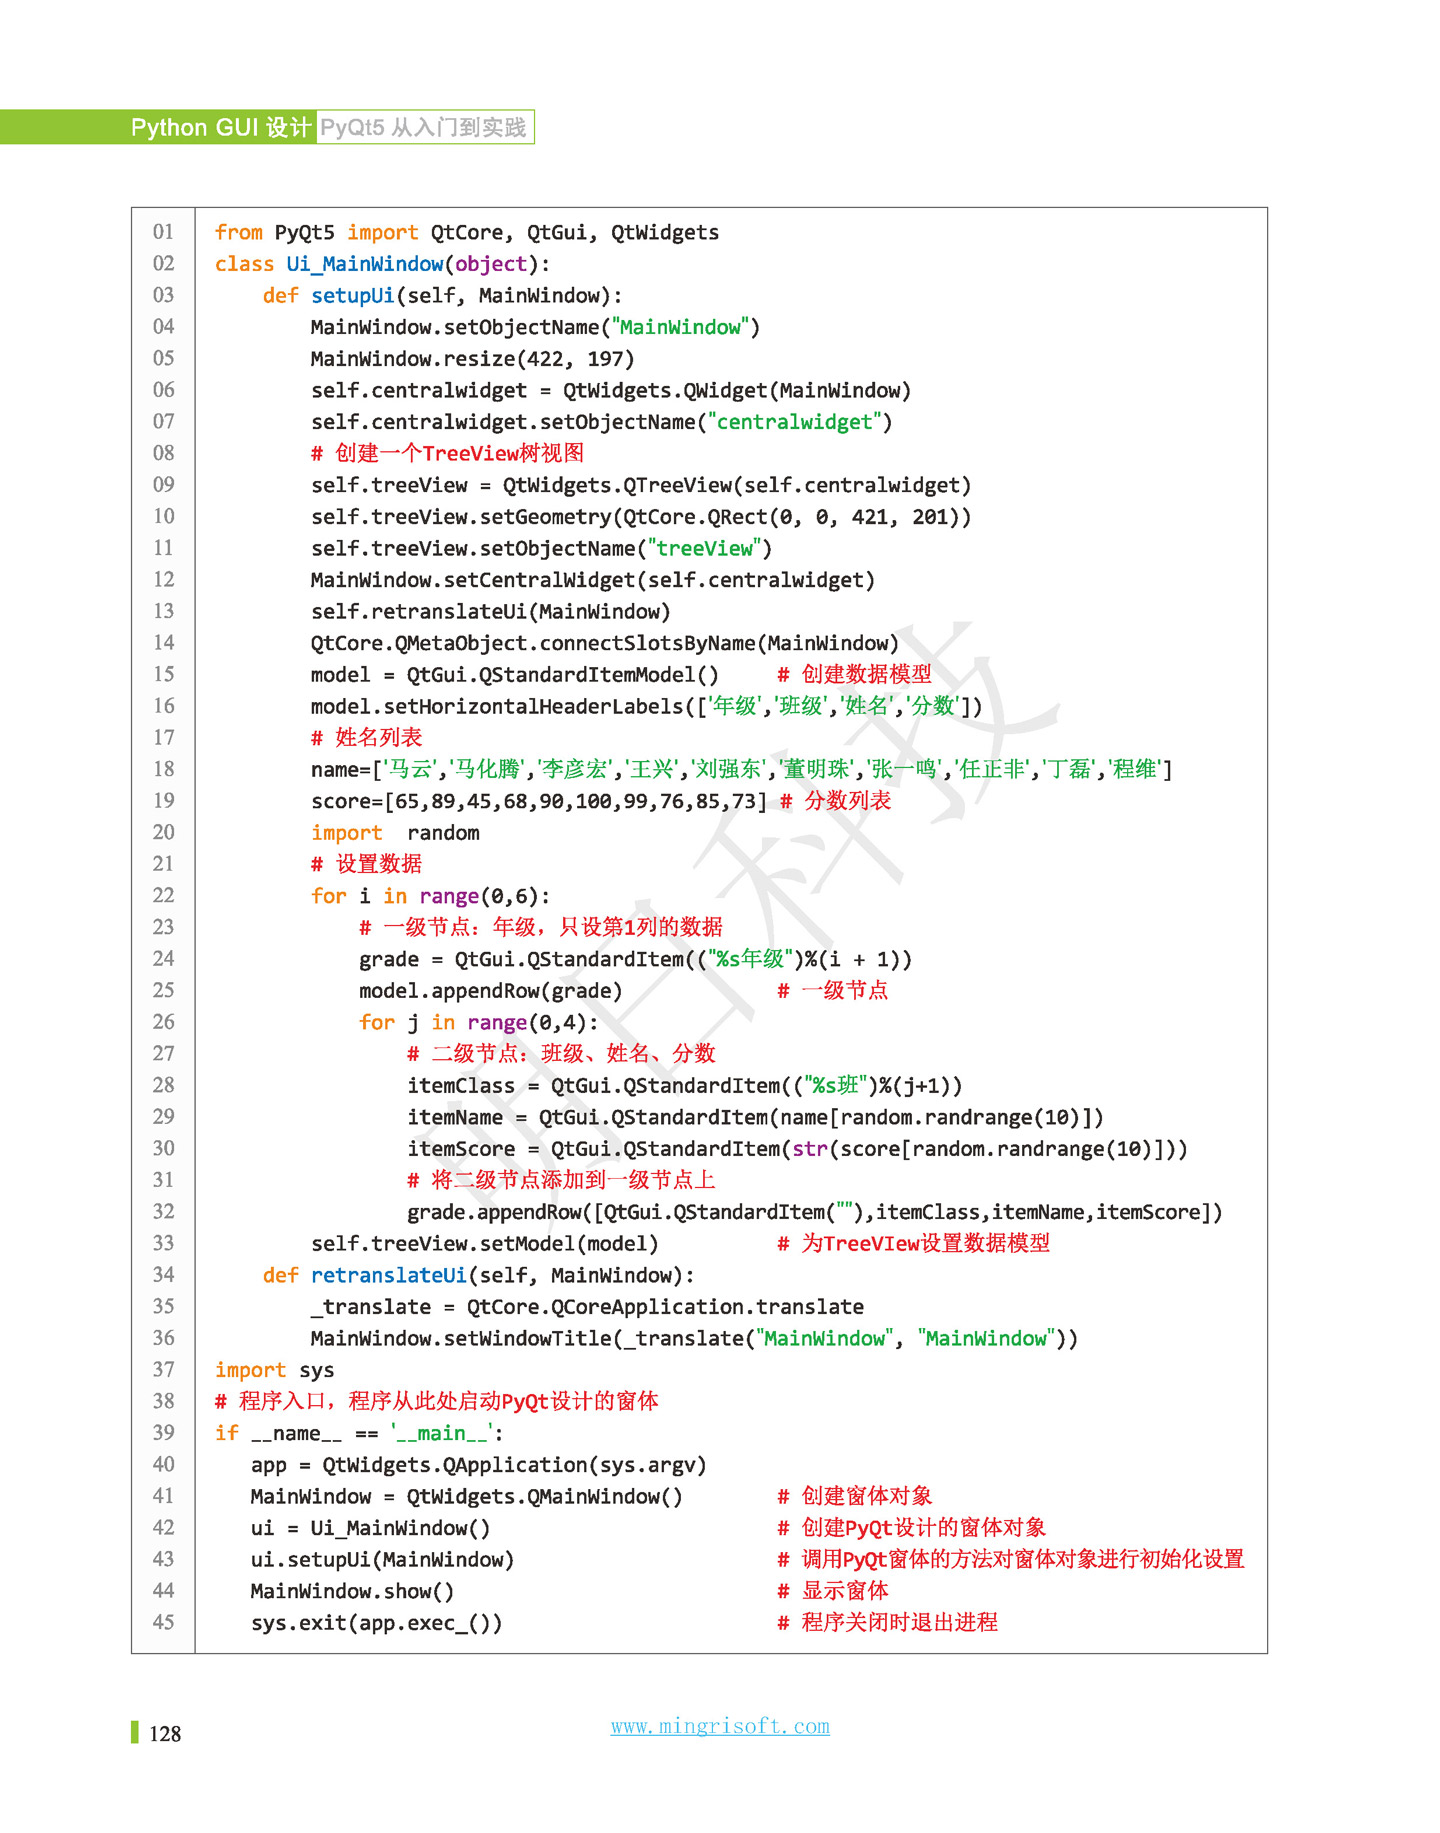 Python GUI 设计 PyQt5 从入门到实践
01 from PyQt5 import QtCore, QtGui, QtWidgets
02 class Ui_MainWindow(object):
03     def setupUi(self, MainWindow):
04         MainWindow.setObjectName("MainWindow")
05         MainWindow.resize(422, 197)
06         self.centralwidget = QtWidgets.QWidget(MainWindow)
07         self.centralwidget.setObjectName("centralwidget")
08         # 创建一个TreeView树视图
09         self.treeView = QtWidgets.QTreeView(self.centralwidget)
10         self.treeView.setGeometry(QtCore.QRect(0, 0, 421, 201))
11         self.treeView.setObjectName("treeView")
12         MainWindow.setCentralWidget(self.centralwidget)
13         self.retranslateUi(MainWindow)
14         QtCore.QMetaObject.connectSlotsByName(MainWindow)
15         model = QtGui.QStandardItemModel()     # 创建数据模型
16         model.setHorizontalHeaderLabels(['年级','班级','姓名','分数'])
17         # 姓名列表
18         name=['马云','马化腾','李彦宏','王兴','刘强东','董明珠','张一鸣','任正非','丁磊','程维']
19         score=[65,89,45,68,90,100,99,76,85,73] # 分数列表
20         import  random
21         # 设置数据
22         for i in range(0,6):
23             # 一级节点：年级，只设第1列的数据
24             grade = QtGui.QStandardItem(("%s年级")%(i + 1))
25             model.appendRow(grade)             # 一级节点
26             for j in range(0,4):
27                 # 二级节点：班级、姓名、分数
28                 itemClass = QtGui.QStandardItem(("%s班")%(j+1))
29                 itemName = QtGui.QStandardItem(name[random.randrange(10)])
30                 itemScore = QtGui.QStandardItem(str(score[random.randrange(10)]))
31                 # 将二级节点添加到一级节点上
32                 grade.appendRow([QtGui.QStandardItem(""),itemClass,itemName,itemScore])
33         self.treeView.setModel(model)          # 为TreeVIew设置数据模型
34     def retranslateUi(self, MainWindow):
35         _translate = QtCore.QCoreApplication.translate
36         MainWindow.setWindowTitle(_translate("MainWindow", "MainWindow"))
37 import sys
38 # 程序入口，程序从此处启动PyQt设计的窗体
39 if __name__ == '__main__':
40    app = QtWidgets.QApplication(sys.argv)
41    MainWindow = QtWidgets.QMainWindow()        # 创建窗体对象
42    ui = Ui_MainWindow()                        # 创建PyQt设计的窗体对象
43    ui.setupUi(MainWindow)                      # 调用PyQt窗体的方法对窗体对象进行初始化设置
44    MainWindow.show()                           # 显示窗体
45    sys.exit(app.exec_())                       # 程序关闭时退出进程
明日科技
128
www.mingrisoft.com